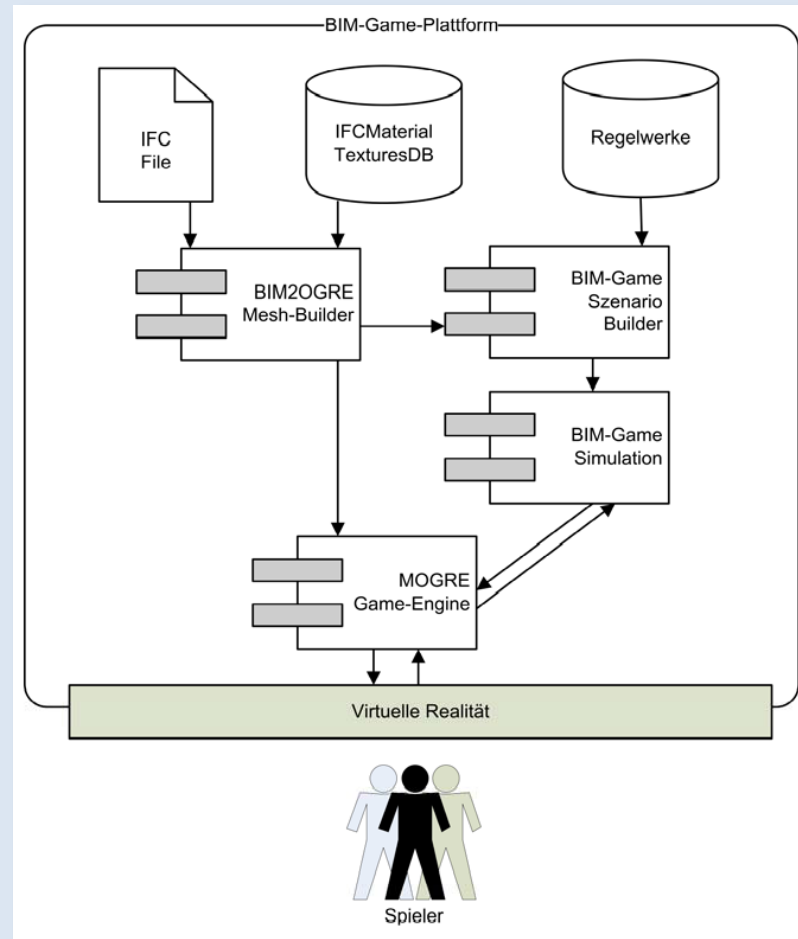 BIM-Game-Plattform
IFC
File
IFCMaterial
TexturesDB
Regelwerke
BIM2OGRE
Mesh-Builder
BIM-Game
Szenario
Builder
BIM-Game
Simulation
MOGRE
Game-Engine
Virtuelle Realität
Spieler